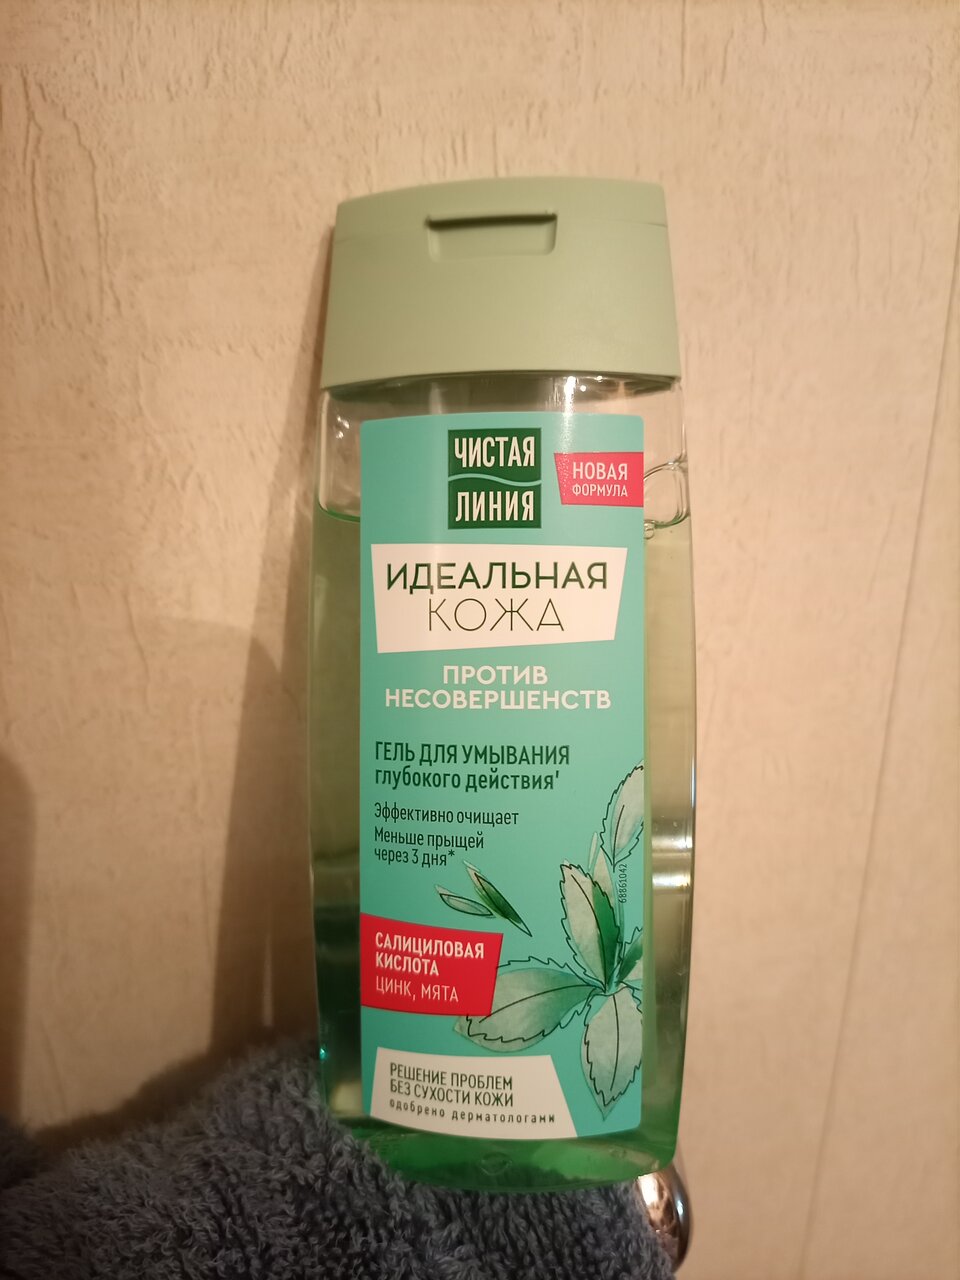 ЧИСТАЯ
ЛИНИЯ
НОВАЯ
ФОРМУЛА
ИДЕАЛЬНАЯ
КОЖА
ПРОТИВ
НЕСОВЕРШЕНСТВ
ГЕЛЬ ДЛЯ УМЫВАНИЯ
глубокого действия'
Эффективно очищает
Меньше прыщей
через 3 дня*
68861042
САЛИЦИЛОВАЯ
КИСЛОТА
ЦИНК, МЯТА
РЕШЕНИЕ ПРОБЛЕМ
БЕЗ СУХОСТИ КОЖИ
одобрено дерматологами